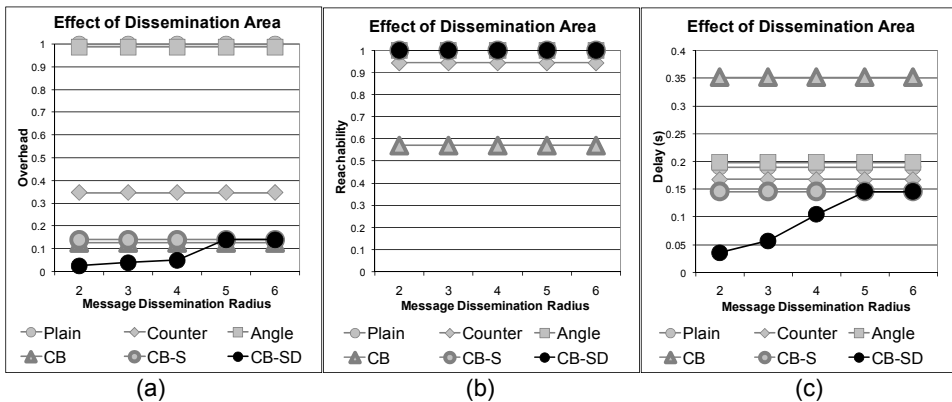 Effect of Dissemination Area
1
0.9
0.8
0.7
0.6
0.5
0.4
0.3
0.2
0.1
0
Overhead
2 3 4 5 6
Message Dissemination Radius
Plain Counter Angle
CB CB-S CB-SD
(a)
Effect of Dissemination Area
1
0.9
0.8
0.7
0.6
0.5
0.4
0.3
0.2
0.1
0
Reachability
2 3 4 5 6
Message Dissemination Radius
Plain Counter Angle
CB CB-S CB-SD
(b)
Effect of Dissemination Area
0.4
0.35
0.3
0.25
0.2
0.15
0.1
0.05
0
Delay (s)
2 3 4 5 6
Message Dissemination Radius
Plain Counter Angle
CB CB-S CB-SD
(c)